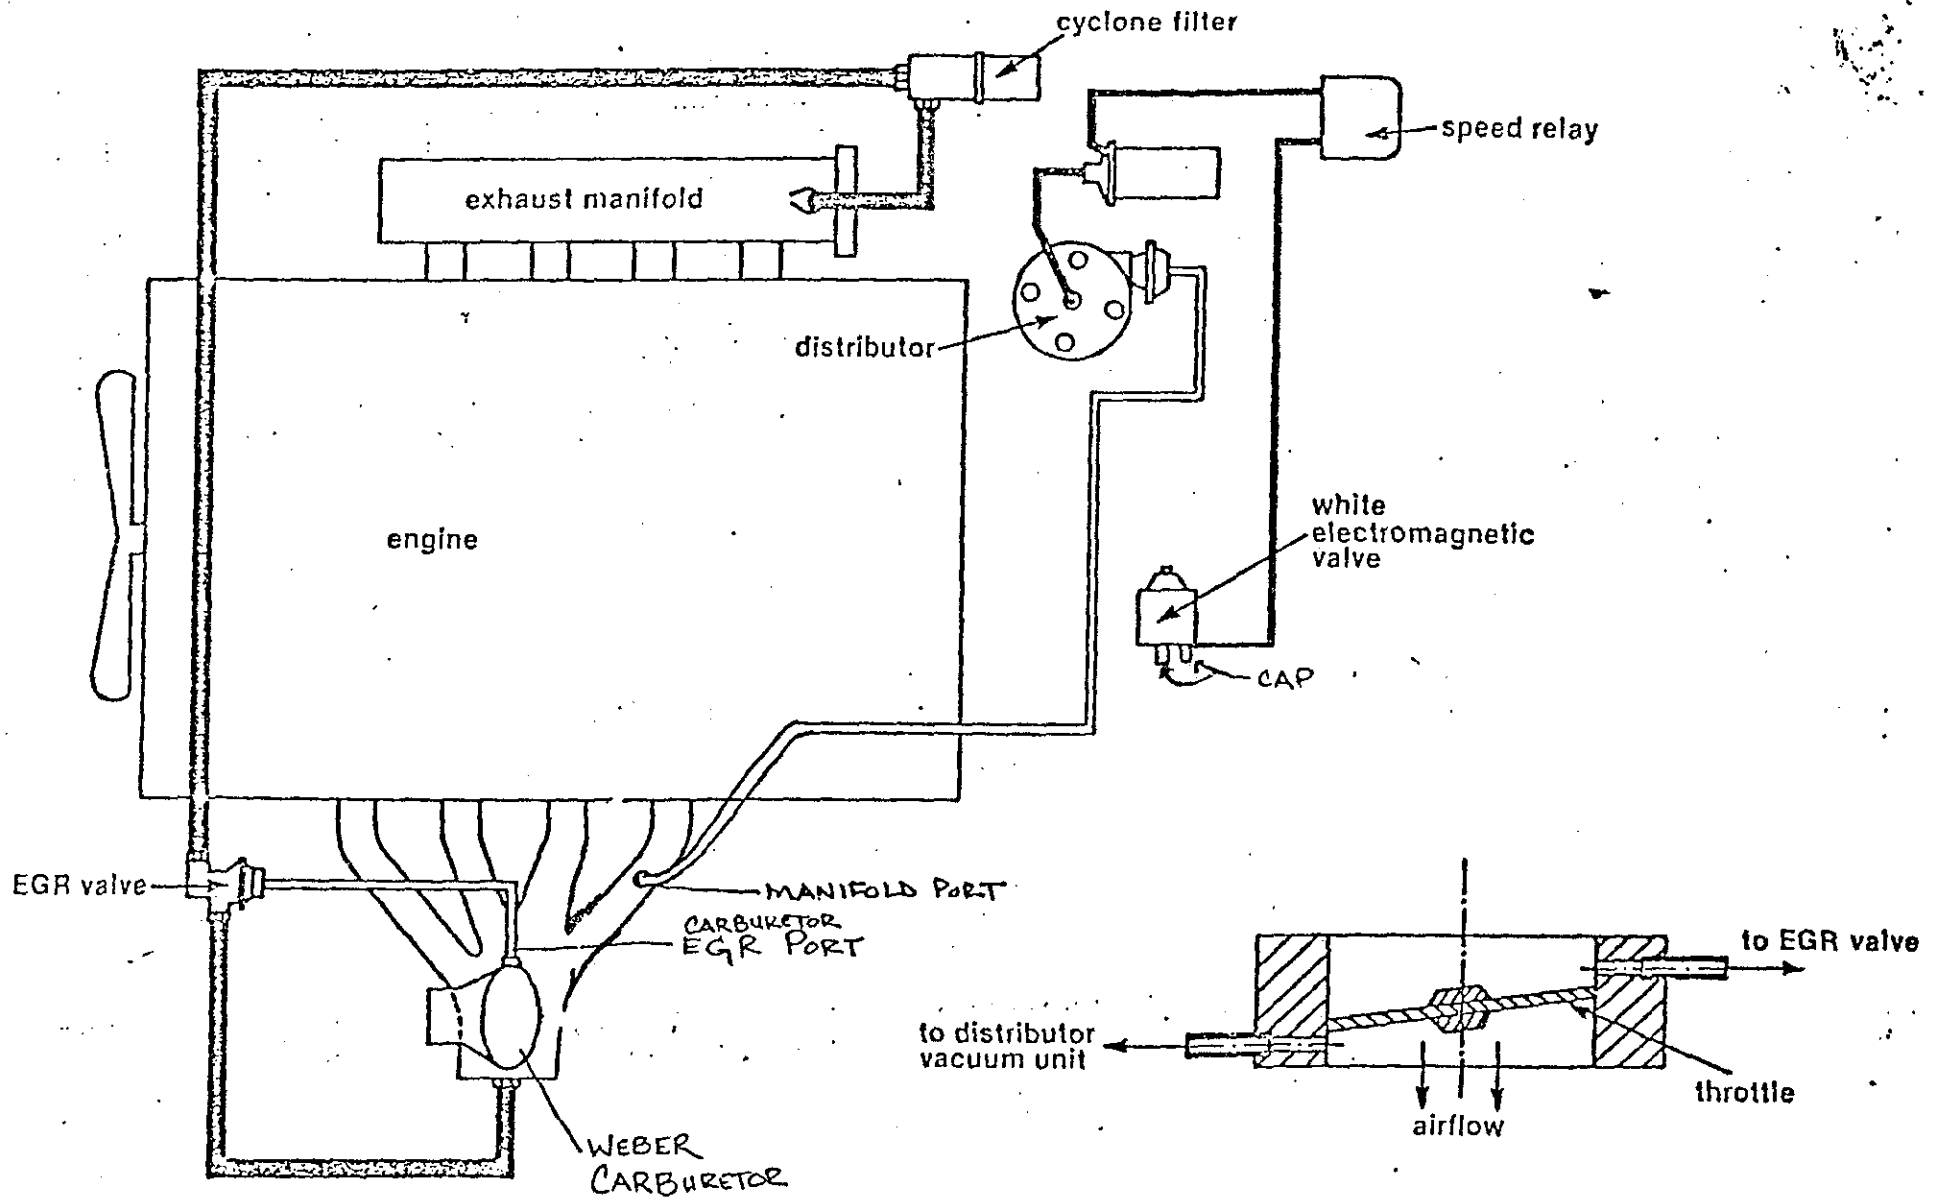 cyclone filter
speed relay
exhaust manifold
distributor
engine
white
electromagnetic
valve
CAP
EGR valve
MANIFOLD PORT
CARBURETOR
EGR PORT
to EGR valve
to distributor
vacuum unit
throttle
airflow
WEBER
CARBURETOR